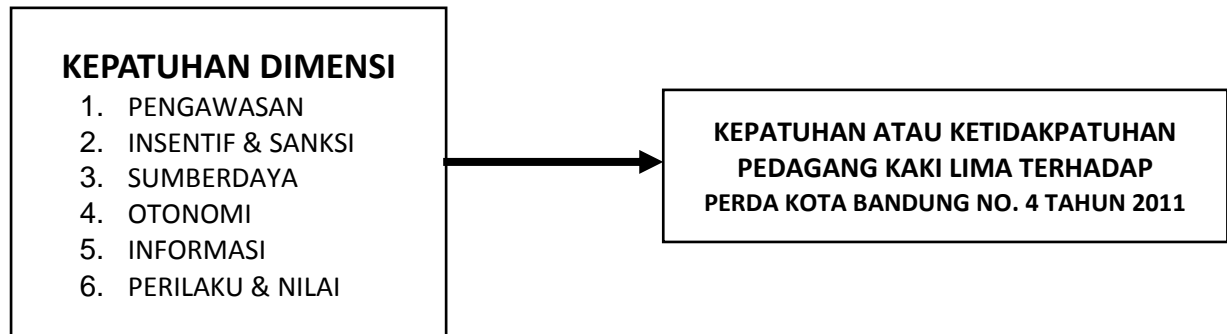 KEPATUHAN DIMENSI
1. PENGAWASAN
2. INSENTIF & SANKSI
3. SUMBERDAYA
4. OTONOMI
5. INFORMASI
6. PERILAKU & NILAI
KEPATUHAN ATAU KETIDAKPATUHAN
PEDAGANG KAKI LIMA TERHADAP
PERDA KOTA BANDUNG NO. 4 TAHUN 2011